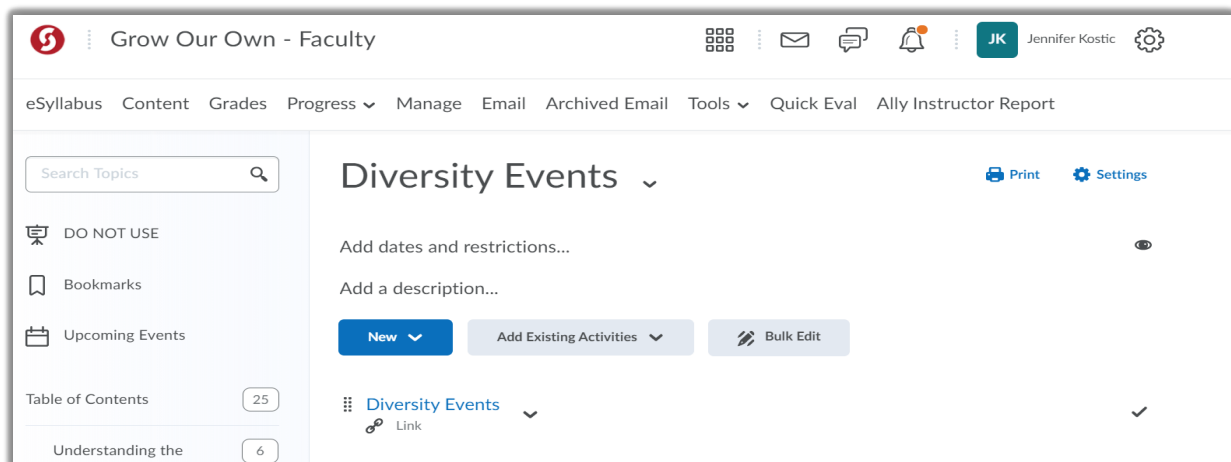 Grow Our Own - Faculty
JK
Jennifer Kostic
eSyllabus Content Grades Progress Manage Email Archived Email Tools Quick Eval Ally Instructor Report
Search Topics
DO NOT USE
Bookmarks
Upcoming Events
Table of Contents 25
Understanding the 6
Diversity Events
Print Settings
Add dates and restrictions...
Add a description...
New Add Existing Activities Bulk Edit
Diversity Events
Link